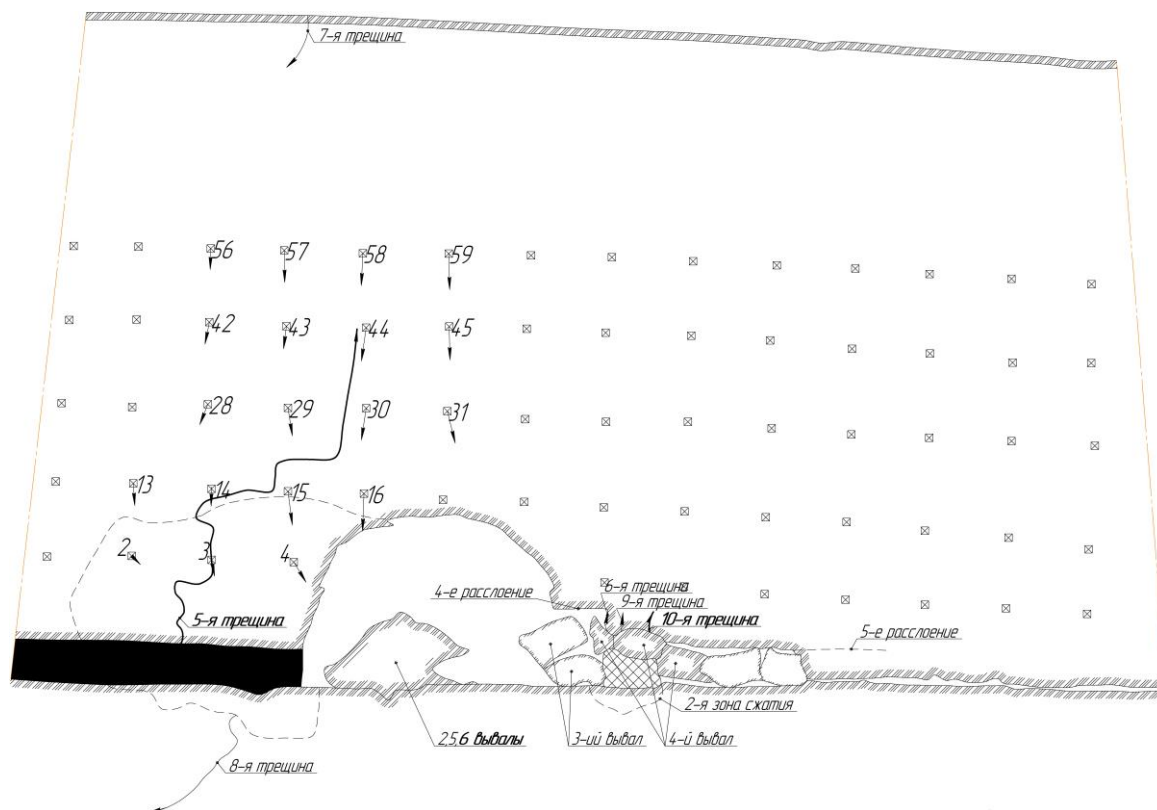 7-я трещина
56 57 58 59
42 43 44 45
28 29 30 31
13 14 15 16
2 3 4
4-е расслоение
6-я трещина
9-я трещина
5-я трещина
10-я трещина
5-е расслоение
2-я зона сжатия
2,5,6 вывалы
3-ий вывал
4-й вывал
8-я трещина